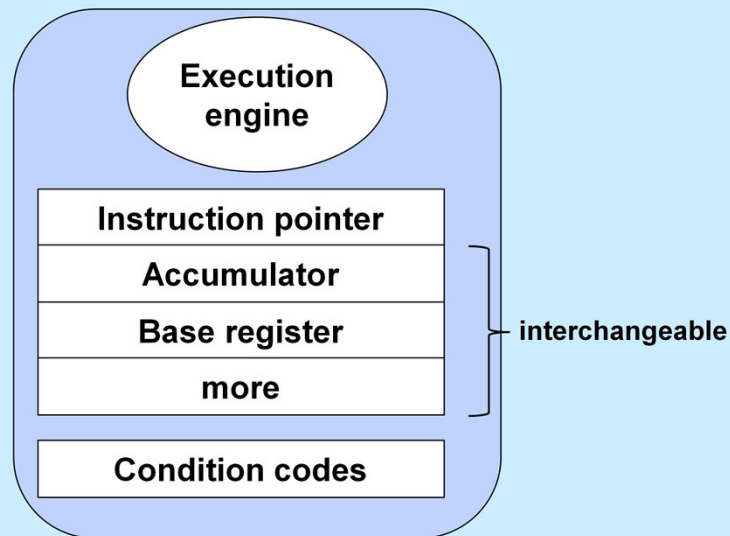 Execution
engine
Instruction pointer
Accumulator
Base register
interchangeable
more
Condition codes